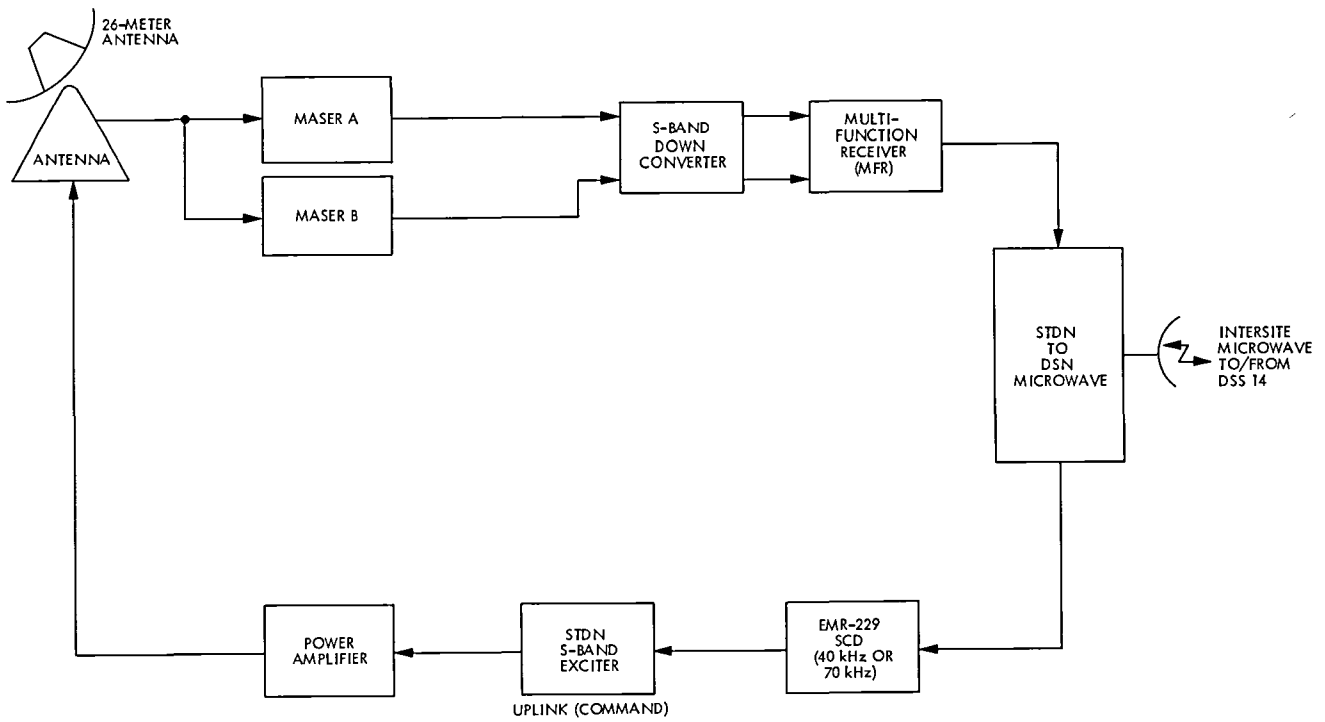 26-METER
ANTENNA
ANTENNA
MASER A
MASER B
S-BAND
DOWN
CONVERTER
MULTI-
FUNCTION
RECEIVER
(MFR)
STDN
TO
DSN
MICROWAVE
INTERSITE
MICROWAVE
TO/FROM
DSS 14
POWER
AMPLIFIER
STDN
S-BAND
EXCITER
EMR-229
SCD
(40 kHz OR
70 kHz)
UPLINK (COMMAND)